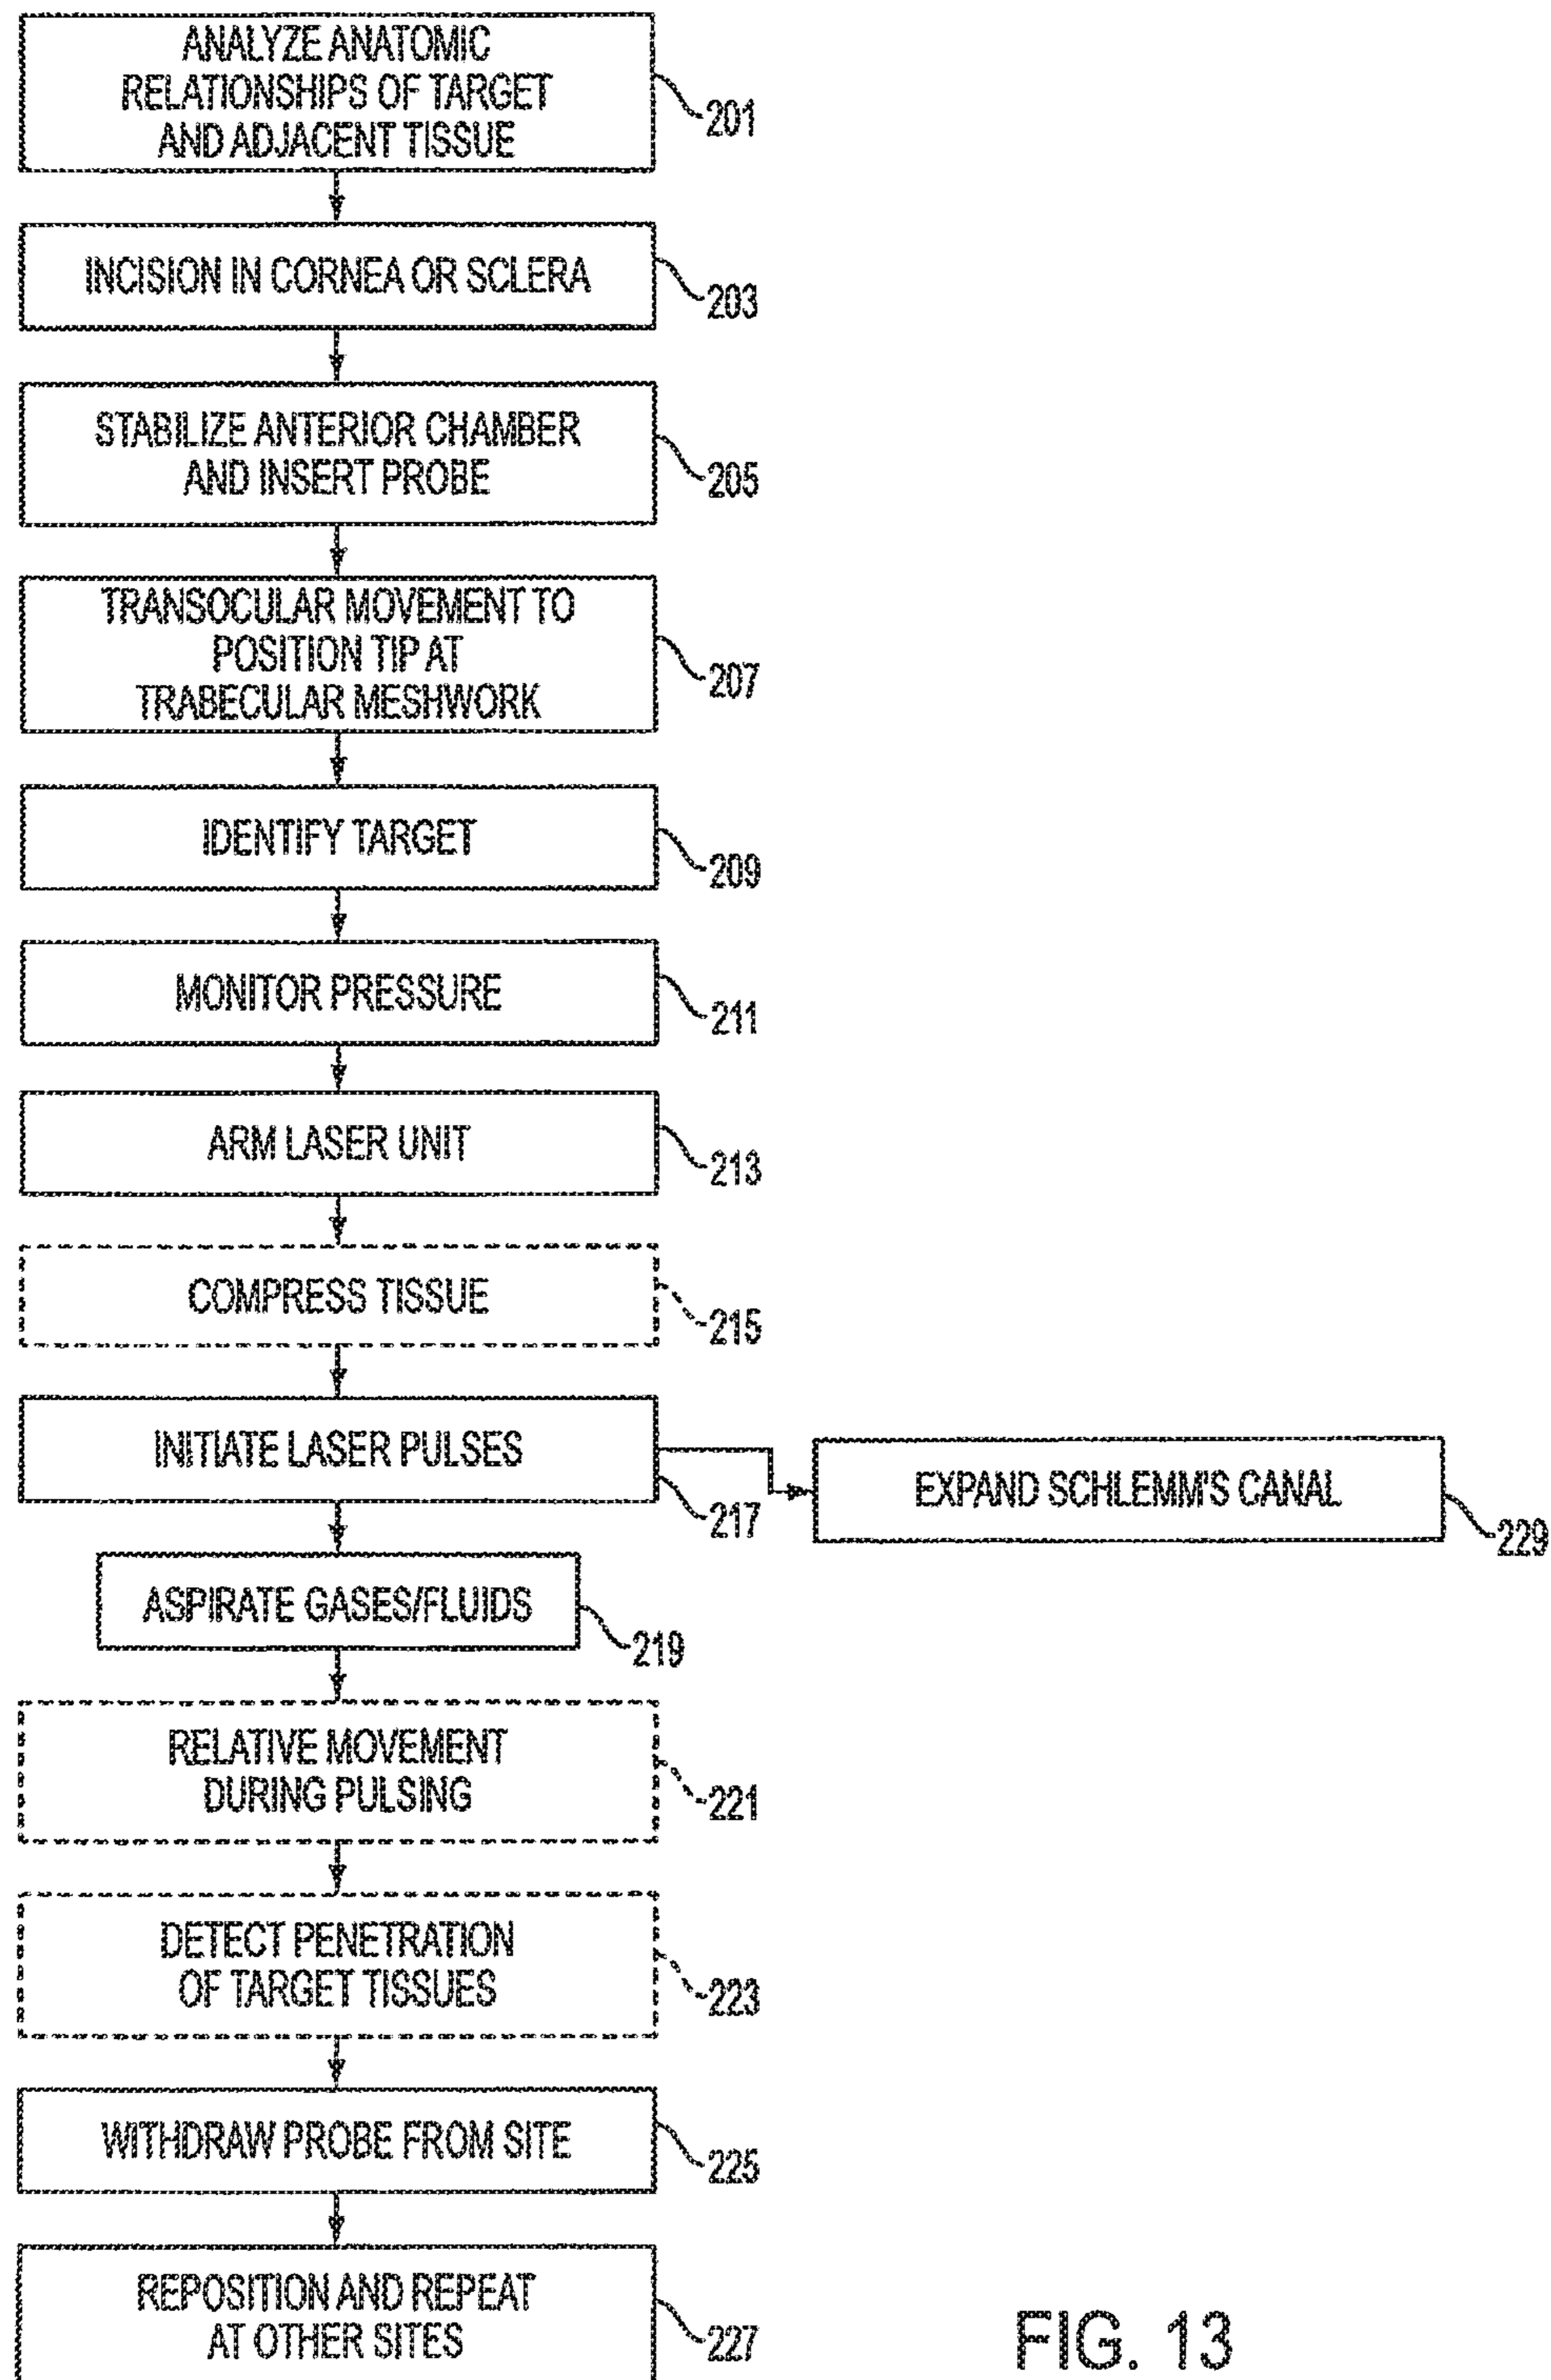 ANALYZE ANATOMIC
RELATIONSHIPS OF TARGET
AND ADJACENT TISSUE
201
INCISION IN CORNEA OR SCLERA
203
STABILIZE ANTERIOR CHAMBER
AND INSERT PROBE
205
TRANSOCULAR MOVEMENT TO
POSITION TIP AT
TRABECULAR MESHWORK
207
IDENTIFY TARGET
209
MONITOR PRESSURE
211
ARM LASER UNIT
213
COMPRESS TISSUE
215
INITIATE LASER PULSES
217
EXPAND SCHLEMM'S CANAL
229
ASPIRATE GASES/FLUIDS
219
RELATIVE MOVEMENT
DURING PULSING
221
DETECT PENETRATION
OF TARGET TISSUES
223
WITHDRAW PROBE FROM SITE
225
REPOSITION AND REPEAT
AT OTHER SITES
227
FIG. 13